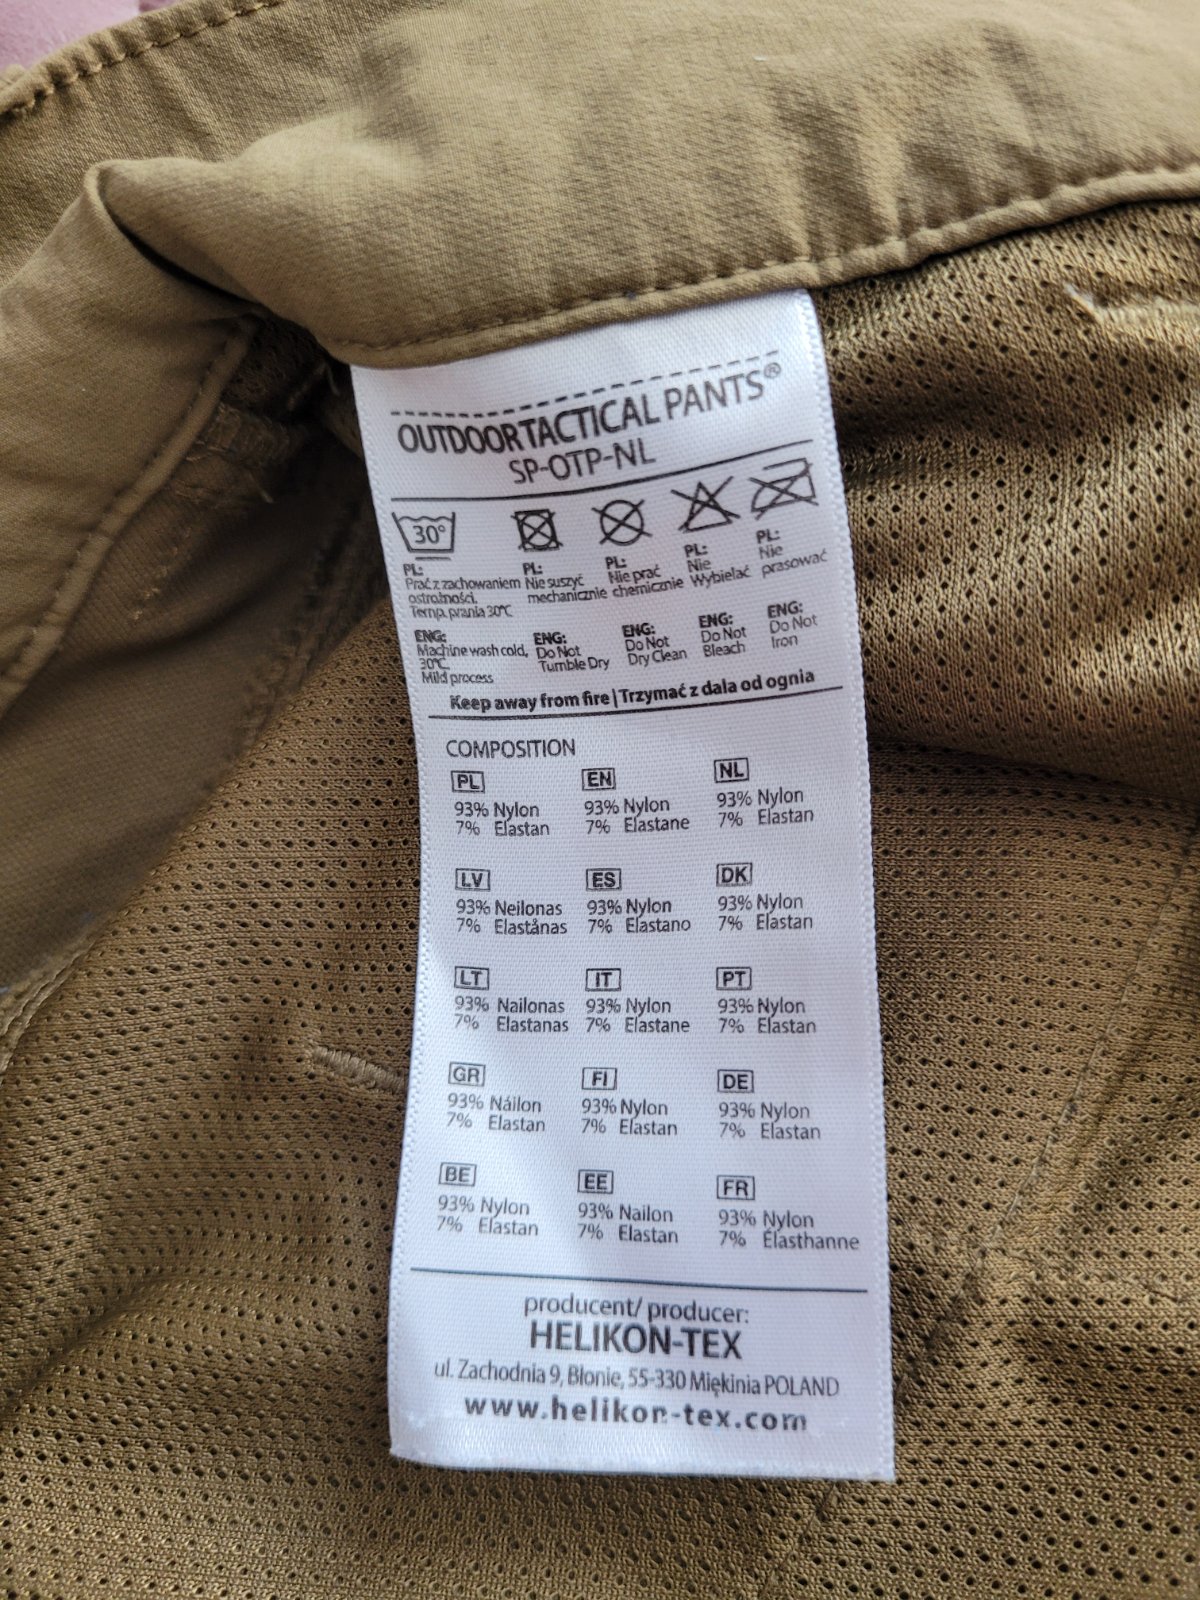 OUTDOOR TACTICAL PANTS®
SP-OTP-NL
30°
PL:
Prać z zachowaniem
ostrożności.
Temp. prania 30°C
PL:
Nie suszyć
mechanicznie
PL:
Nie prać
chemicznie
PL:
Nie
Wybielać
PL:
Nie
prasować
ENG:
Machine wash cold,
30°C
Mild process
ENG:
Do Not
Tumble Dry
ENG:
Do Not
Dry Clean
ENG:
Do Not
Bleach
ENG:
Do Not
Iron
Keep away from fire | Trzymać z dala od ognia
COMPOSITION
PL
93% Nylon
7% Elastan
EN
93% Nylon
7% Elastane
NL
93% Nylon
7% Elastan
LV
93% Neilonas
7% Elastånas
ES
93% Nylon
7% Elastano
DK
93% Nylon
7% Elastan
LT
93% Nailonas
7% Elastanas
IT
93% Nylon
7% Elastane
PT
93% Nylon
7% Elastan
GR
93% Náilon
7% Elastan
FI
93% Nylon
7% Elastan
DE
93% Nylon
7% Elastan
BE
93% Nylon
7% Elastan
EE
93% Nailon
7% Elastan
FR
93% Nylon
7% Élasthanne
producent/ producer:
HELIKON-TEX
ul. Zachodnia 9, Błonie, 55-330 Miękinia POLAND
www.helikon-tex.com